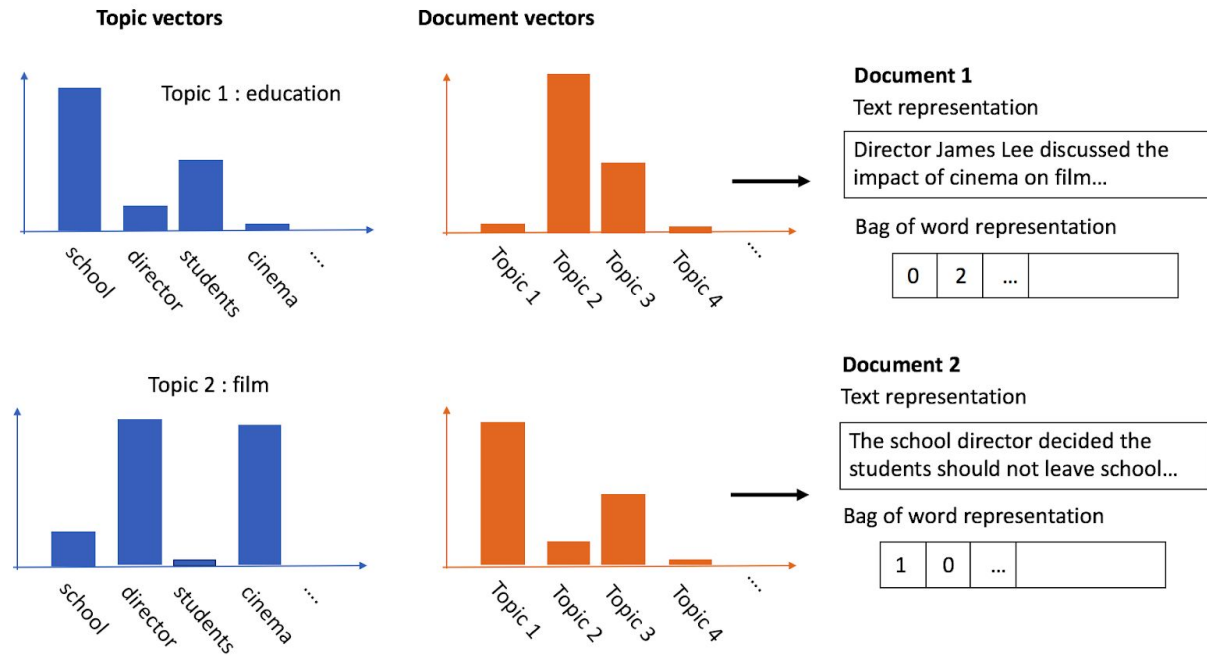 Topic vectors
Document vectors
Topic 1 : education
school
director
students
cinema
....
Topic 1
Topic 2
Topic 3
Topic 4
....
Document 1
Text representation
Director James Lee discussed the
impact of cinema on film...
Bag of word representation
0 2 ...
Topic 2 : film
school
director
students
cinema
....
Topic 1
Topic 2
Topic 3
Topic 4
....
Document 2
Text representation
The school director decided the
students should not leave school...
Bag of word representation
1 0 ...